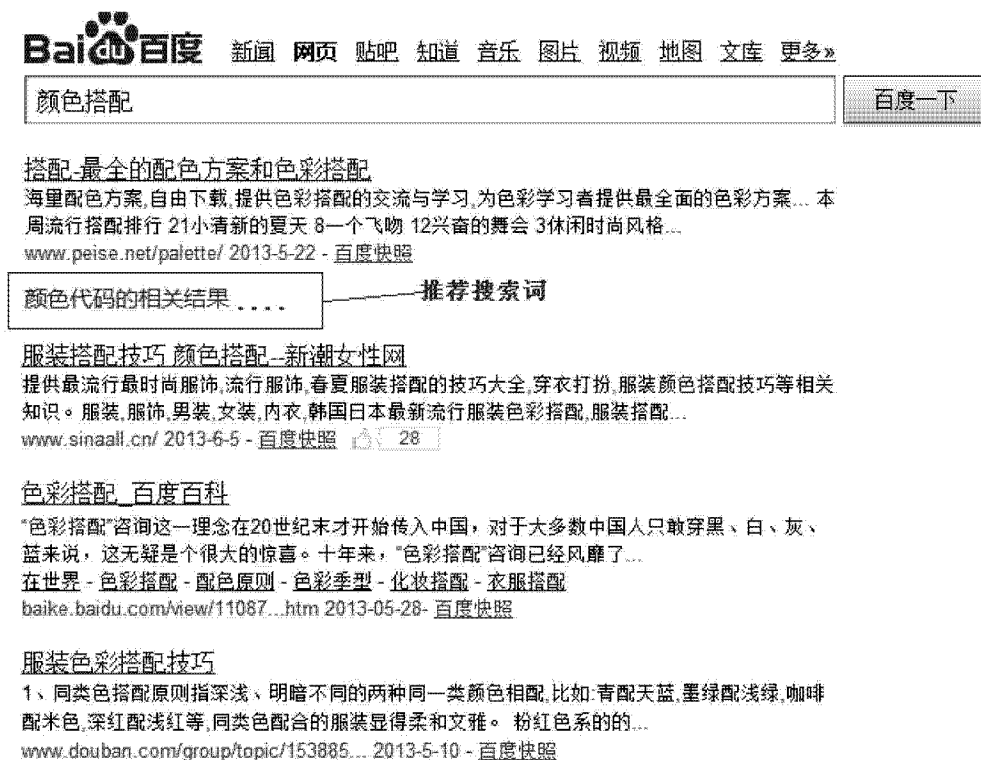 Bai du 百度 新闻 网页 贴吧 知道 音乐 图片 视频 地图 文库 更多»
颜色搭配 百度一下
搭配-最全的配色方案和色彩搭配
海量配色方案,自由下载,提供色彩搭配的交流与学习,为色彩学习者提供最全面的色彩方案... 本
周流行搭配排行 21小清新的夏天 8一个飞吻 12兴奋的舞会 3休闲时尚风格...
www.peise.net/palette/ 2013-5-22 - 百度快照
颜色代码的相关结果 .... 推荐搜索词
服装搭配技巧 颜色搭配--新潮女性网
提供最流行最时尚服饰,流行服饰,春夏服装搭配的技巧大全,穿衣打扮,服装颜色搭配技巧等相关
知识。服装,服饰,男装,女装,内衣,韩国日本最新流行服装色彩搭配,服装搭配...
www.sinaall.cn/ 2013-6-5 - 百度快照 28
色彩搭配_百度百科
“色彩搭配”咨询这一理念在20世纪末才开始传入中国，对于大多数中国人只敢穿黑、白、灰、
蓝来说，这无疑是个很大的惊喜。十年来，“色彩搭配”咨询已经风靡了...
在世界 - 色彩搭配 - 配色原则 - 色彩季型 - 化妆搭配 - 衣服搭配
baike.baidu.com/view/11087...htm 2013-05-28- 百度快照
服装色彩搭配技巧
1、同类色搭配原则指深浅、明暗不同的两种同一类颜色相配,比如:青配天蓝,墨绿配浅绿,咖啡
配米色,深红配浅红等,同类色配合的服装显得柔和文雅。 粉红色系的的...
www.douban.com/group/topic/153885... 2013-5-10 - 百度快照